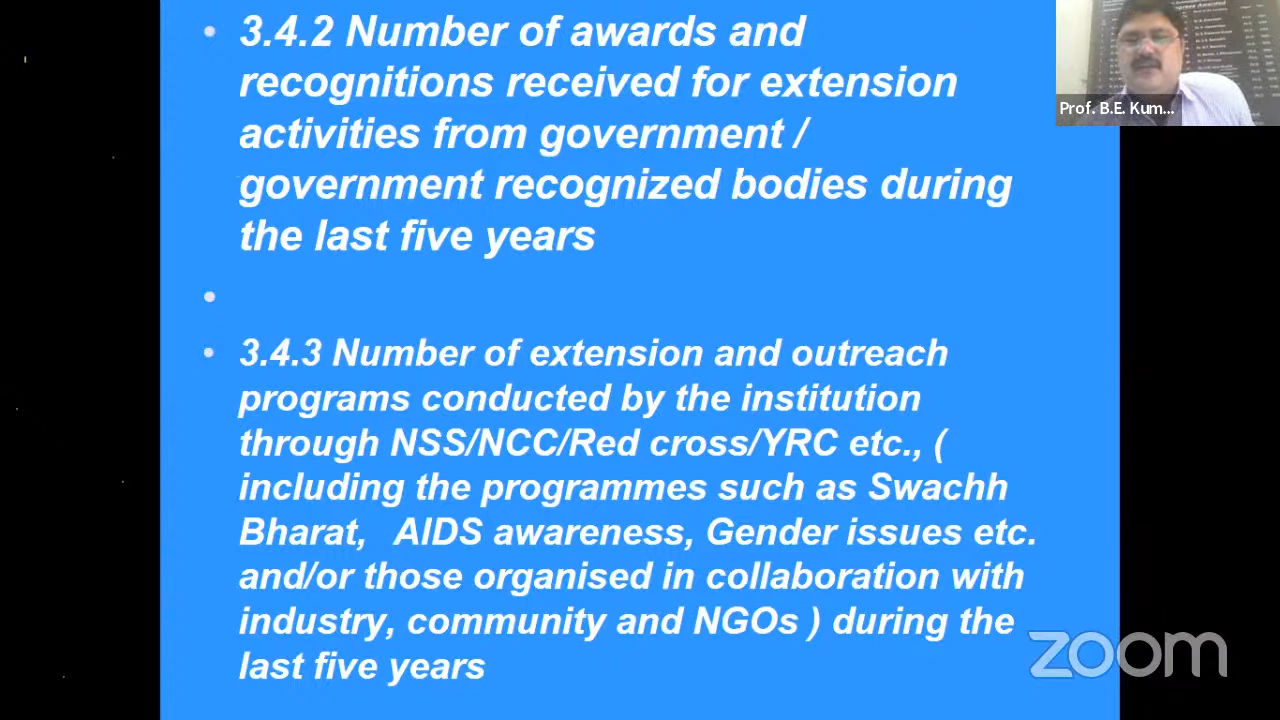 3.4.2 Number of awards and
recognitions received for extension
activities from government /
government recognized bodies during
the last five years
3.4.3 Number of extension and outreach
programs conducted by the institution
through NSS/NCC/Red cross/YRC etc., (
including the programmes such as Swachh
Bharat, AIDS awareness, Gender issues etc.
and/or those organised in collaboration with
industry, community and NGOs ) during the
last five years
Prof. B.E. Kum...
zoom